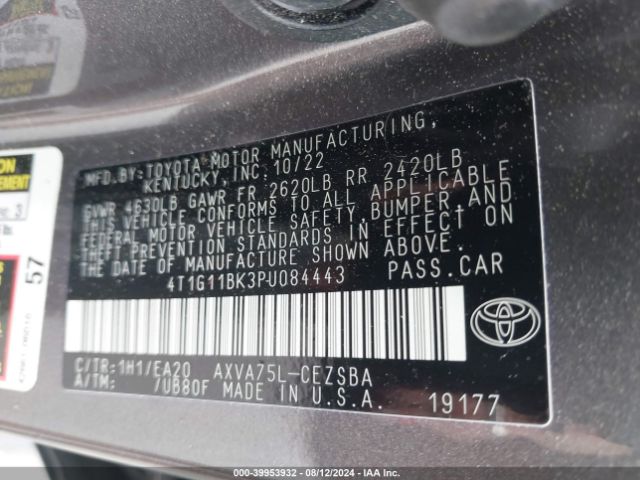 MFD.BY:TOYOTA MOTOR MANUFACTURING,
KENTUCKY, INC. 10/22
GVWR 4630LB GAWR FR 2620LB RR 2420LB
THIS VEHICLE CONFORMS TO ALL APPLICABLE
FEDERAL MOTOR VEHICLE SAFETY, BUMPER, AND
THEFT PREVENTION STANDARDS IN EFFECT ON
THE DATE OF MANUFACTURE SHOWN ABOVE.
4T1G11BK3PU084443 PASS.CAR
C/TR:1H1/EA20 AXVA75L-CEZSBA
A/TM: /UB80F MADE IN U.S.A.
19177
57
000-39953932 - 08/12/2024 - IAA Inc.